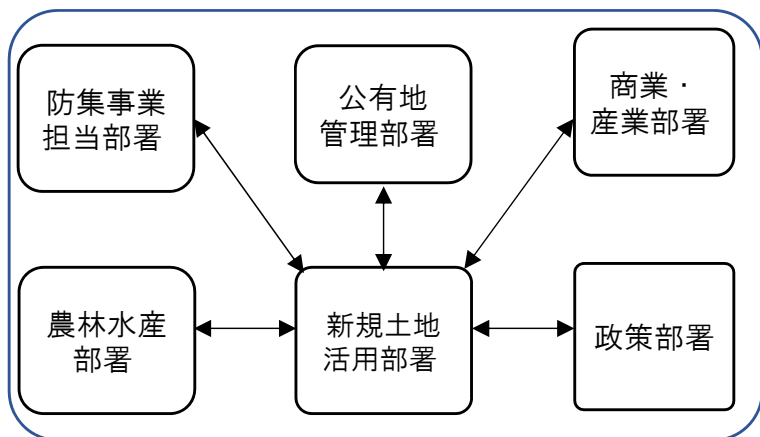 防集事業
担当部署
公有地
管理部署
商業・
産業部署
農林水産
部署
新規土地
活用部署
政策部署